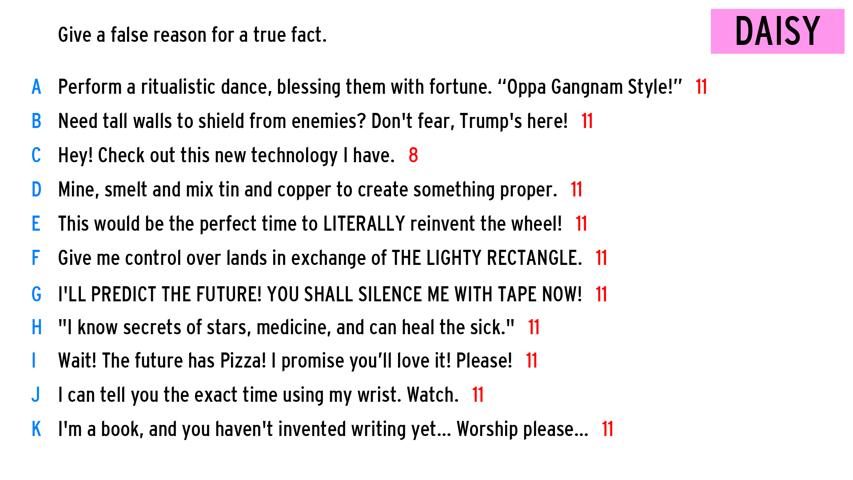 Give a false reason for a true fact.
DAISY
A Perform a ritualistic dance, blessing them with fortune. “Oppa Gangnam Style!” 11
B Need tall walls to shield from enemies? Don't fear, Trump's here! 11
C Hey! Check out this new technology I have. 8
D Mine, smelt and mix tin and copper to create something proper. 11
E This would be the perfect time to LITERALLY reinvent the wheel! 11
F Give me control over lands in exchange of THE LIGHTY RECTANGLE. 11
G I'LL PREDICT THE FUTURE! YOU SHALL SILENCE ME WITH TAPE NOW! 11
H "I know secrets of stars, medicine, and can heal the sick." 11
I Wait! The future has Pizza! I promise you’ll love it! Please! 11
J I can tell you the exact time using my wrist. Watch. 11
K I'm a book, and you haven't invented writing yet... Worship please... 11